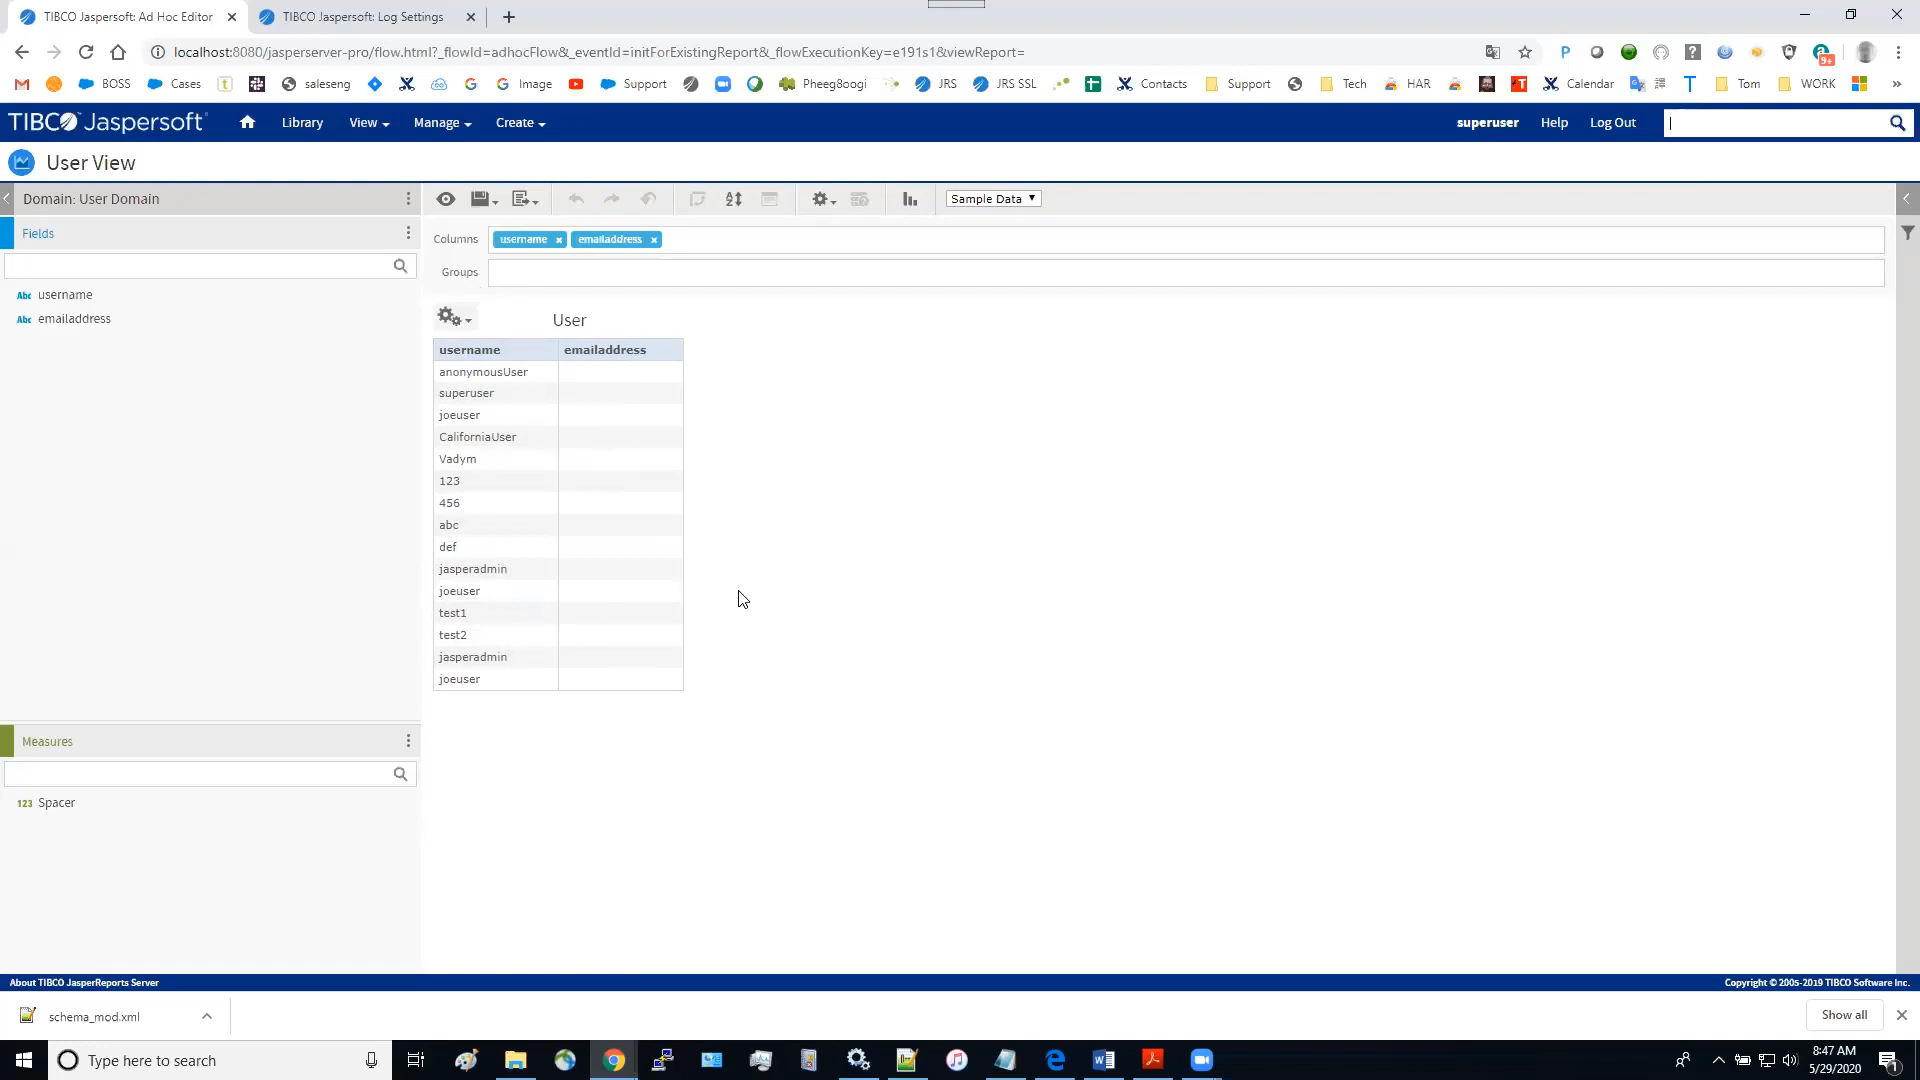 TIBCO Jaspersoft: Ad Hoc Editor
TIBCO Jaspersoft: Log Settings
localhost:8080/jasperserver-pro/flow.html?_flowId=adhocFlow&_eventId=initForExistingReport&_flowExecutionKey=e191s1&viewReport=
9+
BOSS
Cases
saleseng
Image
Support
Pheeg8oogi
JRS
JRS SSL
Contacts
Support
Tech
HAR
Calendar
Tom
WORK
TIBCO Jaspersoft
Library
View
Manage
Create
superuser
Help
Log Out
User View
Domain: User Domain
Sample Data
Fields
Columns
username
emailaddress
Groups
Abc username
Abc emailaddress
User
username emailaddress
anonymousUser
superuser
joeuser
CaliforniaUser
Vadym
123
456
abc
def
jasperadmin
joeuser
test1
test2
jasperadmin
joeuser
Measures
123 Spacer
About TIBCO JasperReports Server
Copyright © 2005-2019 TIBCO Software Inc.
schema_mod.xml
Show all
Type here to search
8:47 AM
5/29/2020
1